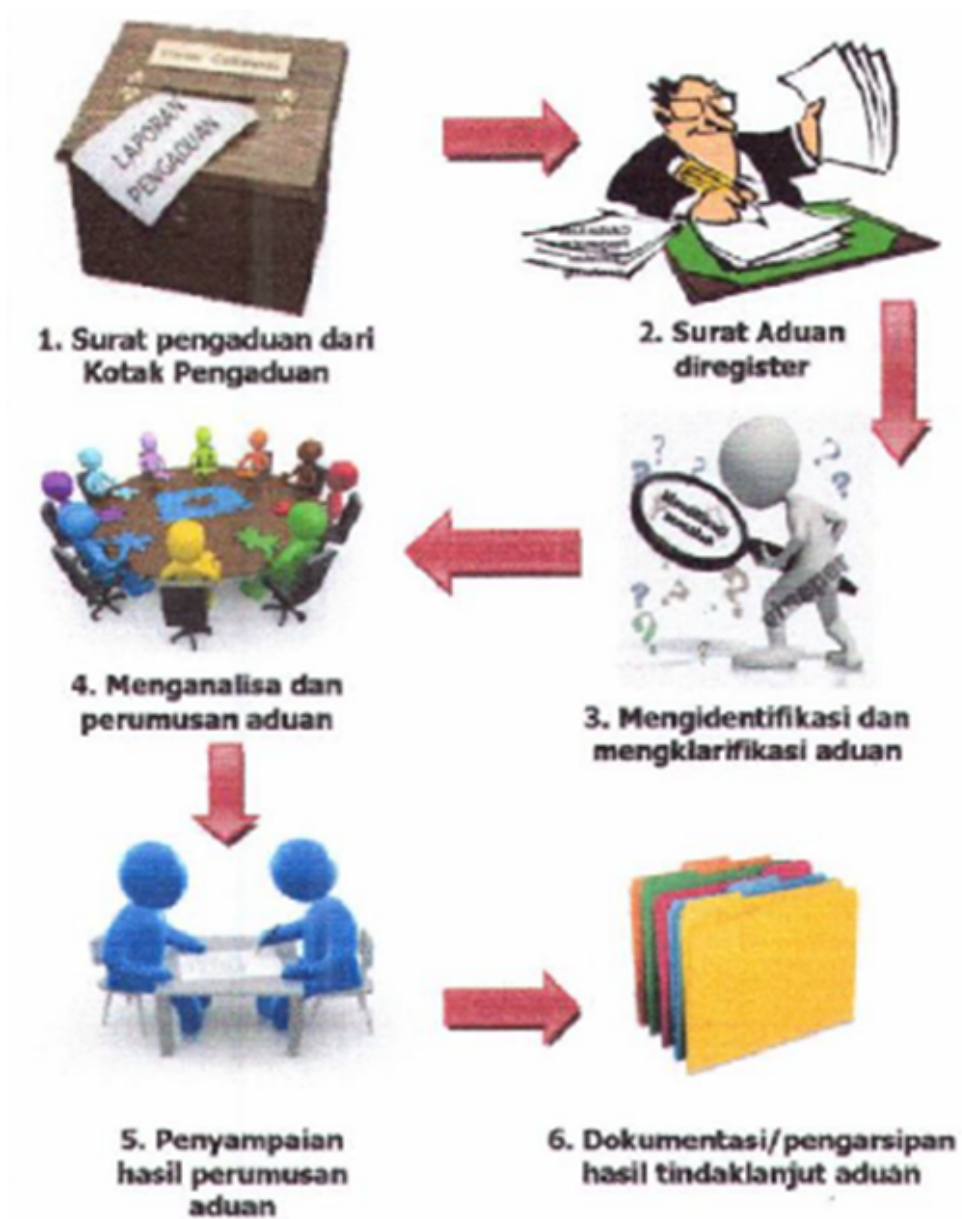 LAPORAN
PENGADUAN
1. Surat pengaduan dari
Kotak Pengaduan
2. Surat Aduan
diregister
3. Mengidentifikasi dan
mengklarifikasi aduan
4. Menganalisa dan
perumusan aduan
5. Penyampaian
hasil perumusan
aduan
6. Dokumentasi/pengarsipan
hasil tindaklanjut aduan